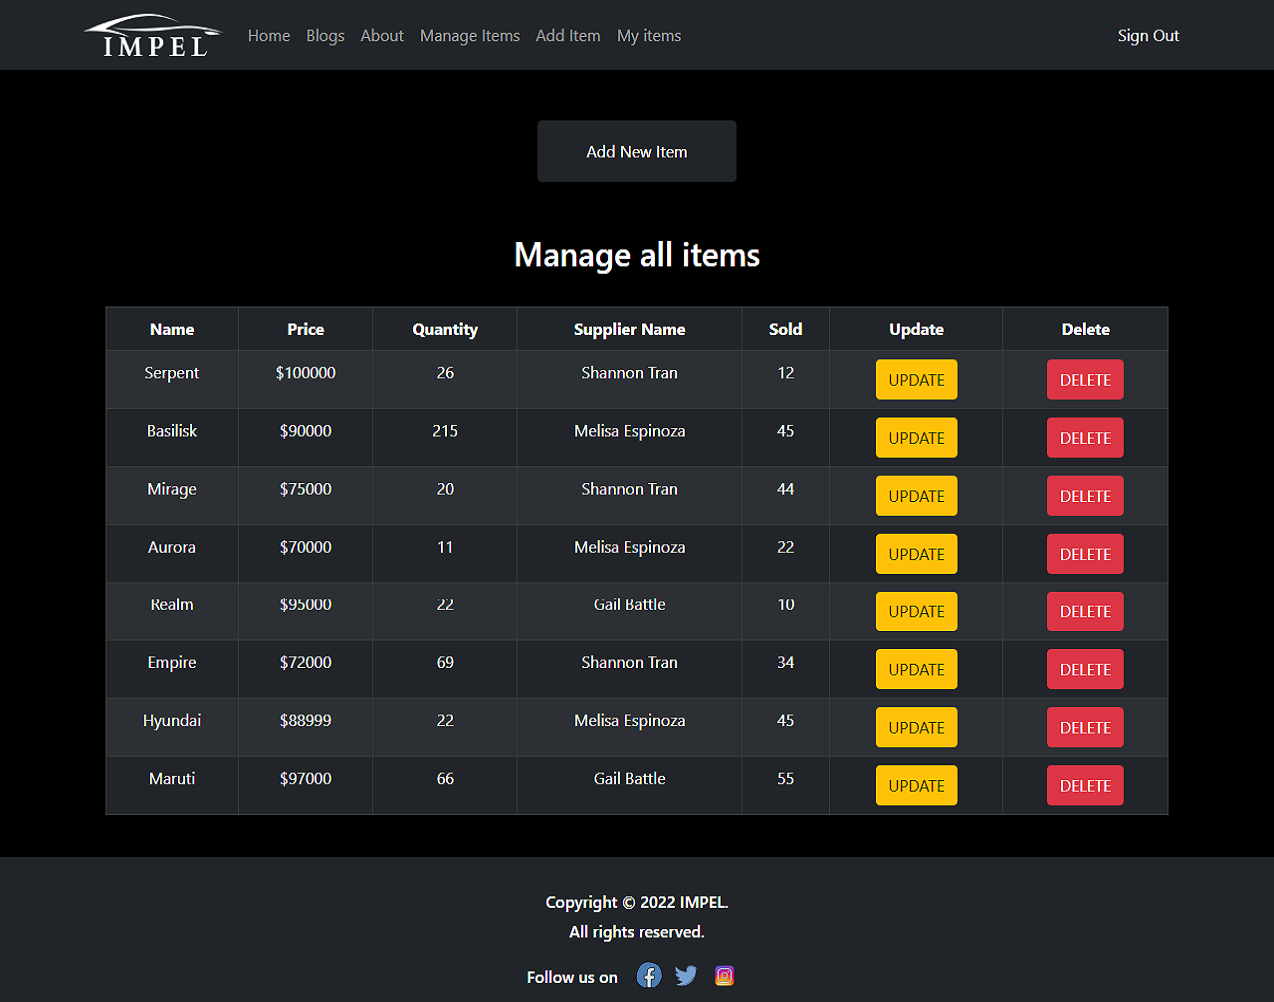 IMPEL Home Blogs About Manage Items Add Item My items Sign Out
Add New Item
Manage all items
Name Price Quantity Supplier Name Sold Update Delete
Serpent $100000 26 Shannon Tran 12 UPDATE DELETE
Basilisk $90000 215 Melisa Espinoza 45 UPDATE DELETE
Mirage $75000 20 Shannon Tran 44 UPDATE DELETE
Aurora $70000 11 Melisa Espinoza 22 UPDATE DELETE
Realm $95000 22 Gail Battle 10 UPDATE DELETE
Empire $72000 69 Shannon Tran 34 UPDATE DELETE
Hyundai $88999 22 Melisa Espinoza 45 UPDATE DELETE
Maruti $97000 66 Gail Battle 55 UPDATE DELETE
Copyright © 2022 IMPEL.
All rights reserved.
Follow us on